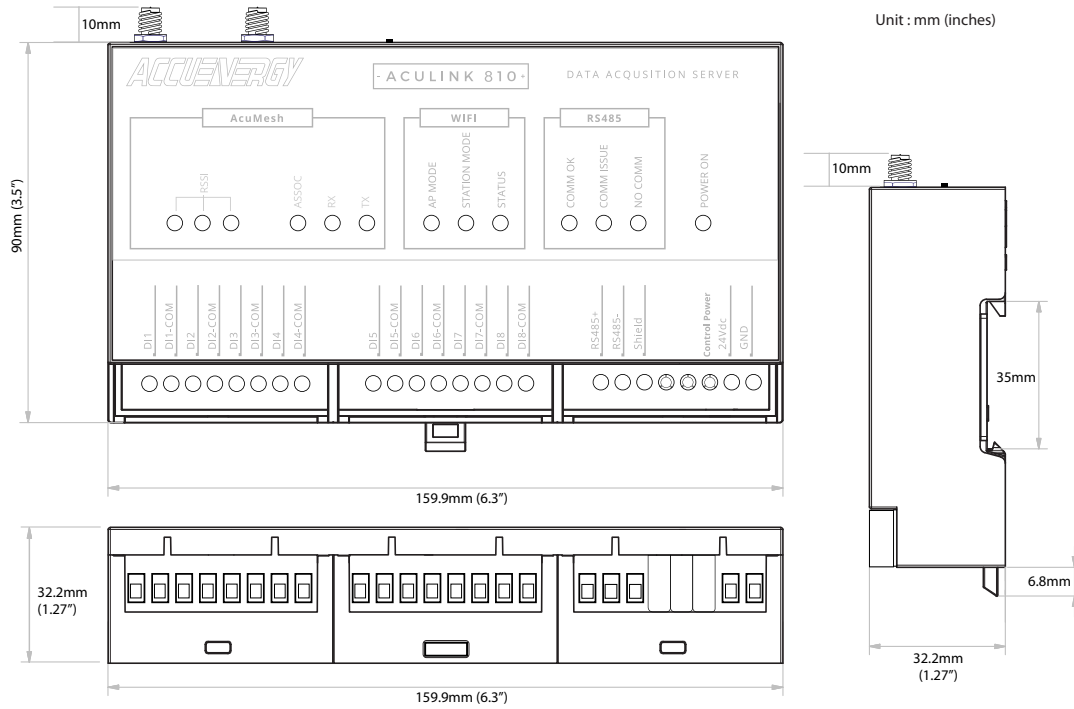 Unit : mm (inches)
10mm
ACCUENERGY
- ACULINK 810 -
DATA ACQUSITION SERVER
AcuMesh
WIFI
RS485
RSSI
ASSOC
RX
TX
AP MODE
STATION MODE
STATUS
COMM OK
COMM ISSUE
NO COMM
POWER ON
90mm (3.5”)
DI1
DI1-COM
DI2
DI2-COM
DI3
DI3-COM
DI4
DI4-COM
DI5
DI5-COM
DI6
DI6-COM
DI7
DI7-COM
DI8
DI8-COM
RS485+
RS485-
Shield
Control Power
24Vdc
GND
159.9mm (6.3”)
10mm
35mm
6.8mm
32.2mm
(1.27”)
32.2mm
(1.27”)
159.9mm (6.3”)